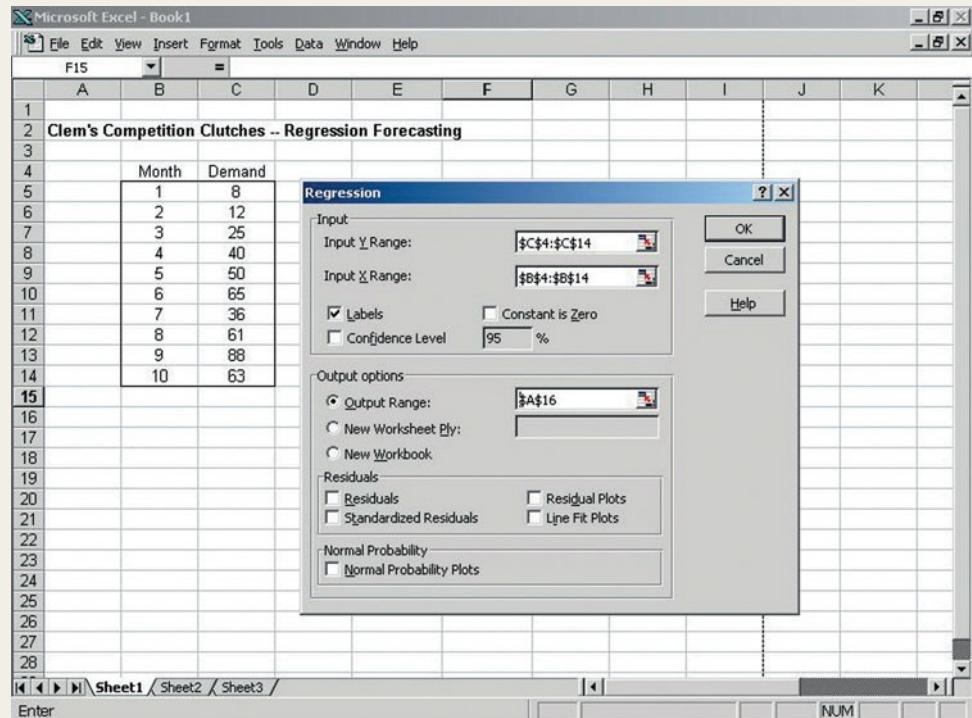 Microsoft Excel - Book1
File Edit View Insert Format Tools Data Window Help
F15 =
A B C D E F G H I J K
1
2 Clem's Competition Clutches -- Regression Forecasting
3
4 Month Demand
5 1 8
6 2 12
7 3 25
8 4 40
9 5 50
10 6 65
11 7 36
12 8 61
13 9 88
14 10 63
15
16
17
18
19
20
21
22
23
24
25
26
27
28
Regression
Input
Input Y Range: $C$4:$C$14
Input X Range: $B$4:$B$14
Labels Constant is Zero
Confidence Level 95 %
OK
Cancel
Help
Output options
Output Range: $A$16
New Worksheet Ply:
New Workbook
Residuals
Residuals Residual Plots
Standardized Residuals Line Fit Plots
Normal Probability
Normal Probability Plots
Sheet1 Sheet2 Sheet3
Enter NUM